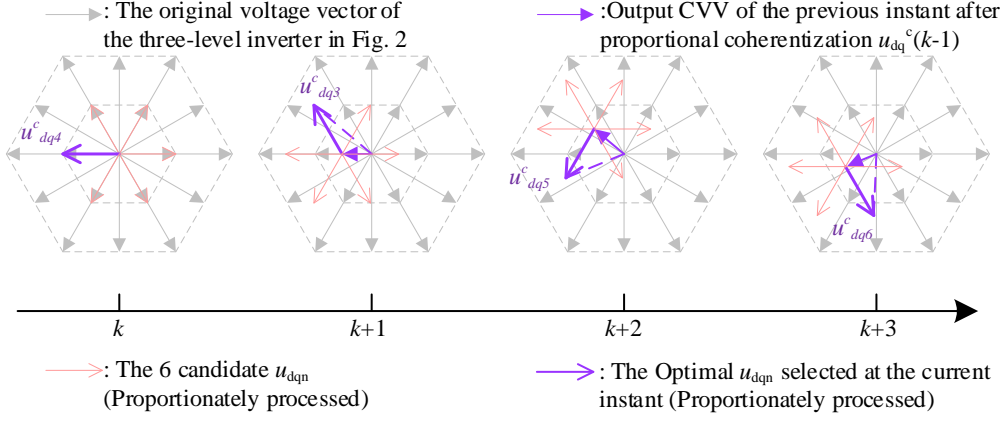 : The original voltage vector of
the three-level inverter in Fig. 2
:Output CVV of the previous instant after
proportional coherentization u_dq^c(k-1)
u^c_dq4
u^c_dq3
u^c_dq5
u^c_dq6
k
k+1
k+2
k+3
: The 6 candidate u_dqn
(Proportionately processed)
: The Optimal u_dqn selected at the current
instant (Proportionately processed)